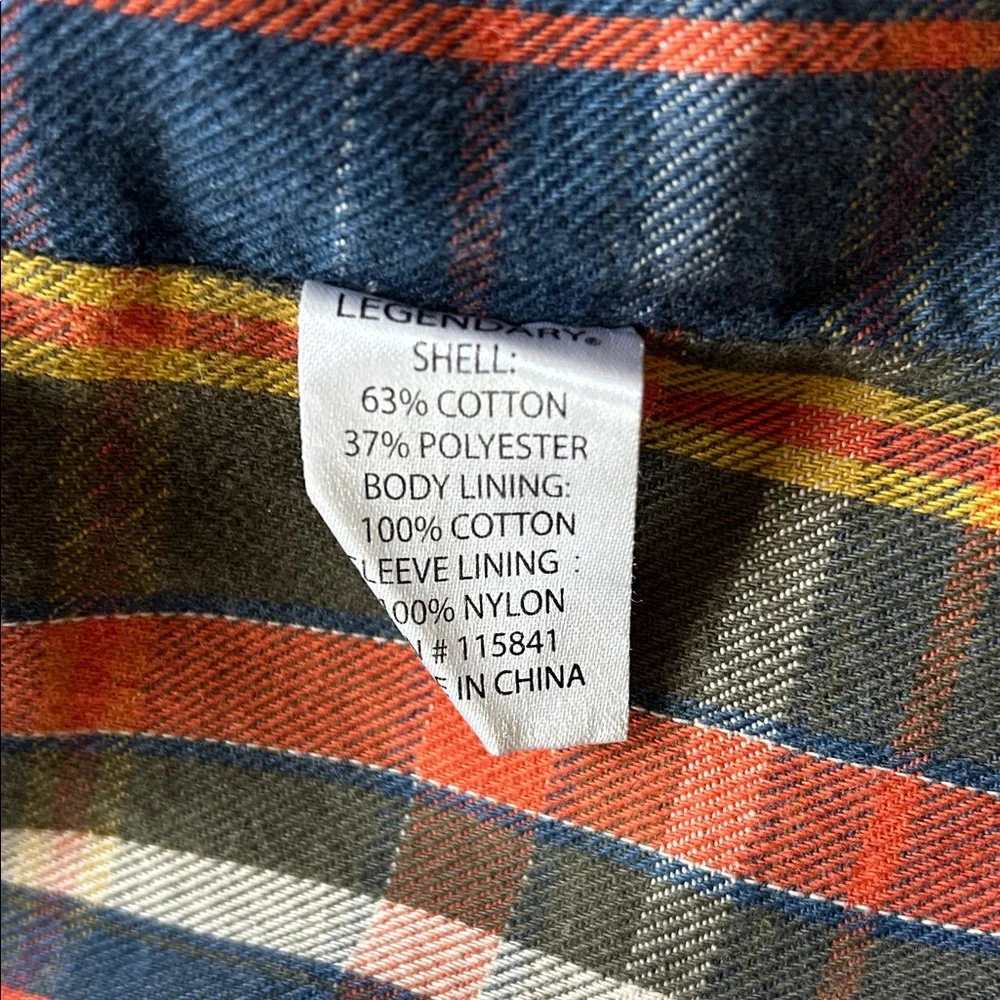 LEGENDARY®
SHELL:
63% COTTON
37% POLYESTER
BODY LINING:
100% COTTON
LEEVE LINING :
00% NYLON
# 115841
IN CHINA